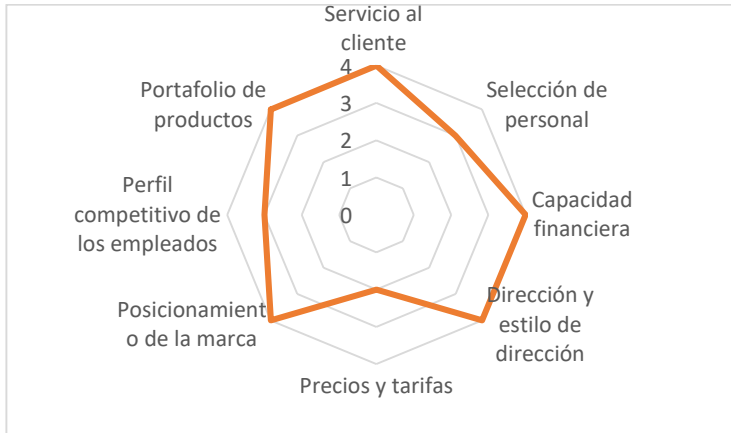 Servicio al
cliente
Selección de
personal
Capacidad
financiera
Dirección y
estilo de
dirección
Precios y tarifas
Posicionamient
o de la marca
Perfil
competitivo de
los empleados
Portafolio de
productos
4
3
2
1
0